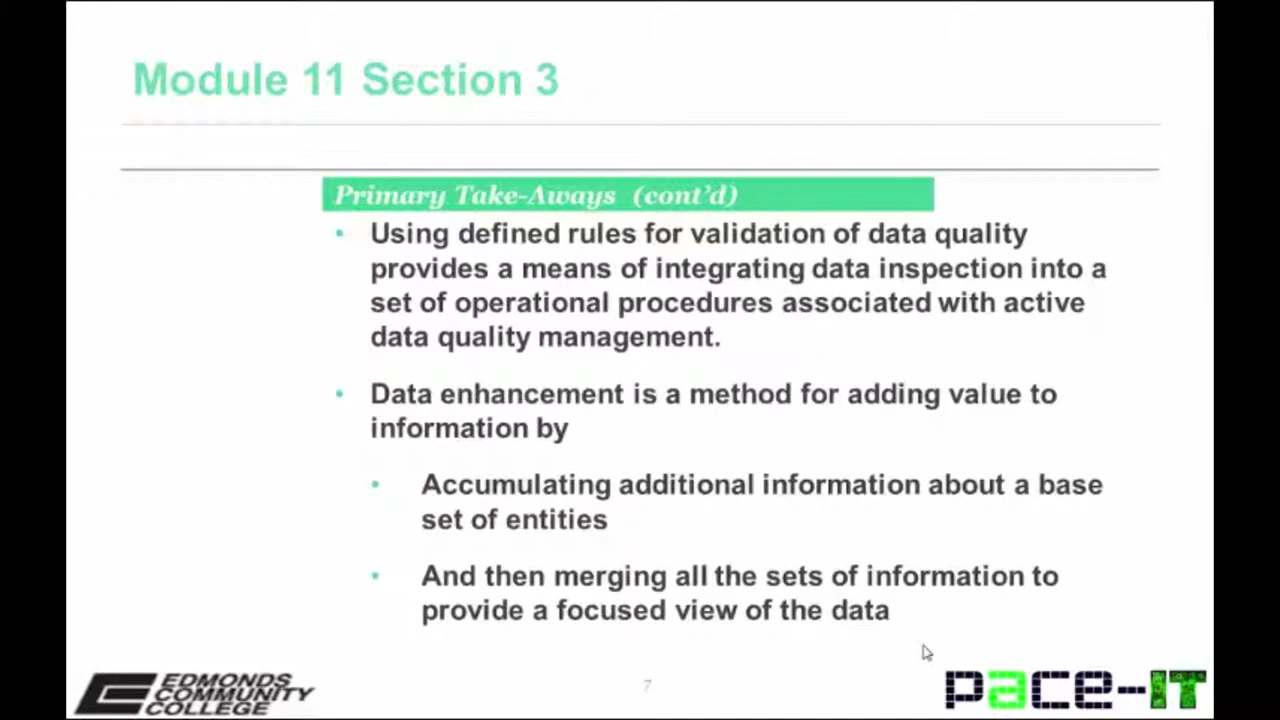 Module 11 Section 3
Primary Take-Aways (cont'd)
• Using defined rules for validation of data quality
provides a means of integrating data inspection into a
set of operational procedures associated with active
data quality management.
• Data enhancement is a method for adding value to
information by
• Accumulating additional information about a base
set of entities
• And then merging all the sets of information to
provide a focused view of the data
EDMONDS
COMMUNITY
COLLEGE
7
pace-IT